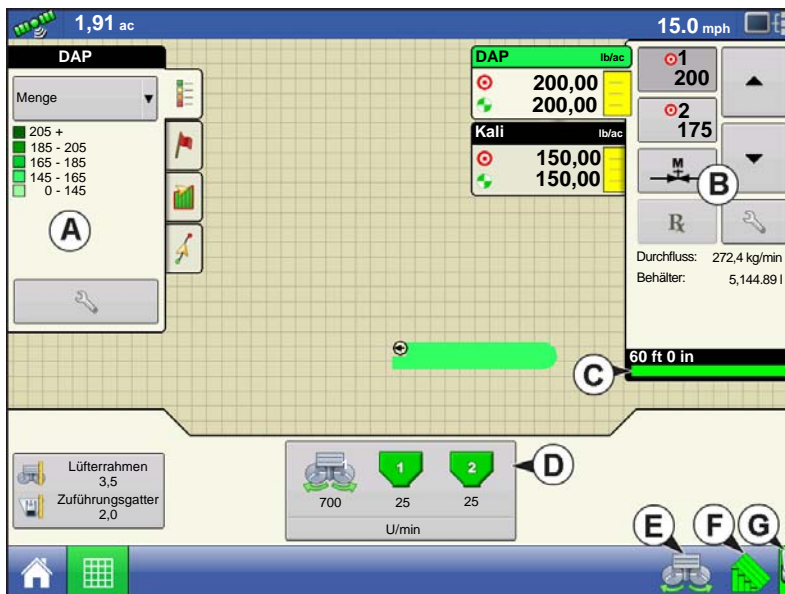 1,91 ac
15.0 mph
DAP
Menge
205 +
185 - 205
165 - 185
145 - 165
0 - 145
A
DAP lb/ac
200,00
200,00
Kali lb/ac
150,00
150,00
1
200
2
175
M
B
Rx
Durchfluss: 272,4 kg/min
Behälter: 5,144.89 l
60 ft 0 in
C
Lüfterrahmen
3,5
Zuführungsgatter
2,0
1 2
700 25 25
U/min
D
E F G